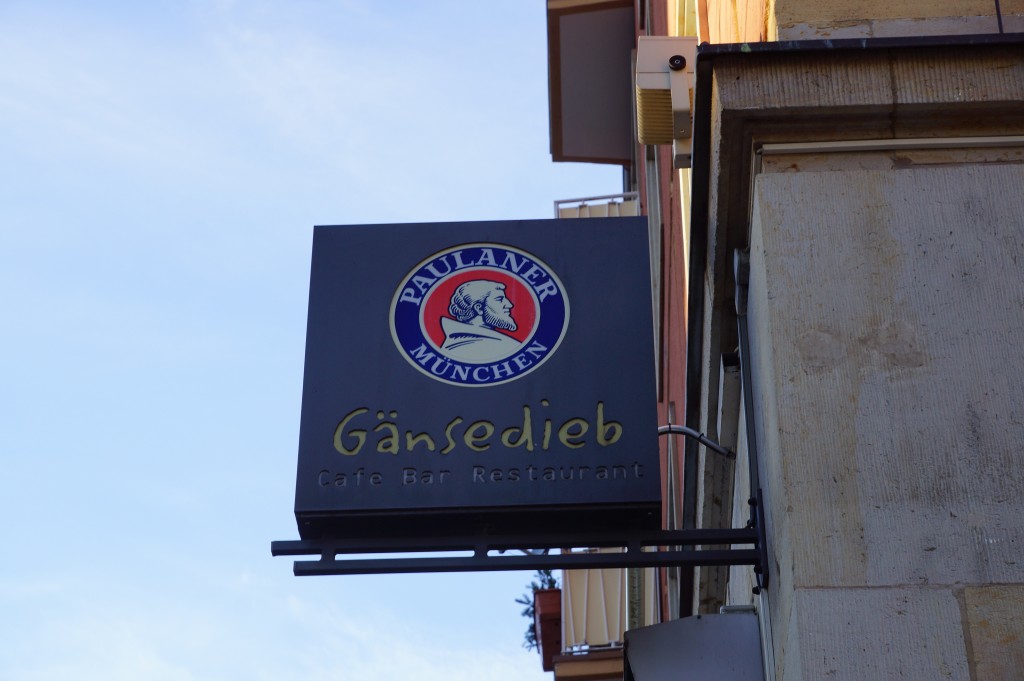 PAULANER
MÜNCHEN
Gänsedieb
Cafe Bar Restaurant